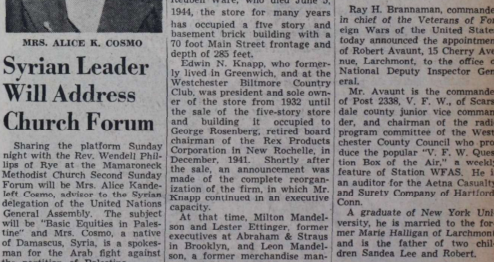 MRS. ALICE K. COSMO
Syrian Leader
Will Address
Church Forum
Sharing the platform Sunday
night with the Rev. Wendell Phil-
lips of Rye at the Mamaroneck
Methodist Church Second Sunday
Forum will be Mrs. Alice Kande-
left Cosmo, advisor to the Syrian
delegation of the United Nations
General Assembly. The subject
will be "Basic Equities in Pales-
tine" and Mrs. Cosmo, a native
of Damascus, Syria, is a spokes-
man for the Arab fight against
Reuben Ware, who died June 5,
1944, the store for many years
has occupied a five story and
basement brick building with a
70 foot Main Street frontage and
depth of 285 feet.
Edwin N. Knapp, who former-
ly lived in Greenwich, and at the
Westchester Biltmore Country
Club, was president and sole own-
er of the store from 1932 until
the sale of the five-story store
and building it occupied to
George Rosenberg, retired board
chairman of the Rex Products
Corporation in New Rochelle, in
December, 1941. Shortly after
the sale, an announcement was
made of the complete reorgan-
ization of the firm, in which Mr.
Knapp continued in an executive
capacity.
At that time, Milton Mandel-
son and Lester Ettinger, former
executives at Abraham & Straus
in Brooklyn, and Leon Mandel-
son, a former merchandise man-
Ray H. Brannaman, commande
in chief of the Veterans of Fo
eign Wars of the United State
today announced the appointme
of Robert Avaunt, 15 Cherry Av
nue, Larchmont, to the office
National Deputy Inspector Ge
eral.
Mr. Avaunt is the commande
of Post 2338, V. F. W., of Scars
dale county junior vice comman
der, and chairman of the radi
program committee of the West
chester County Council who pro
duce the popular "V. F. W. Ques
tion Box of the Air," a weekl
feature of Station WFAS. He i
an auditor for the Aetna Casualt
and Surety Company of Hartford
Conn.
A graduate of New York Uni
versity, he is married to the for
mer Marie Halligan of Larchmon
and is the father of two chil
dren Sandea Lee and Robert.